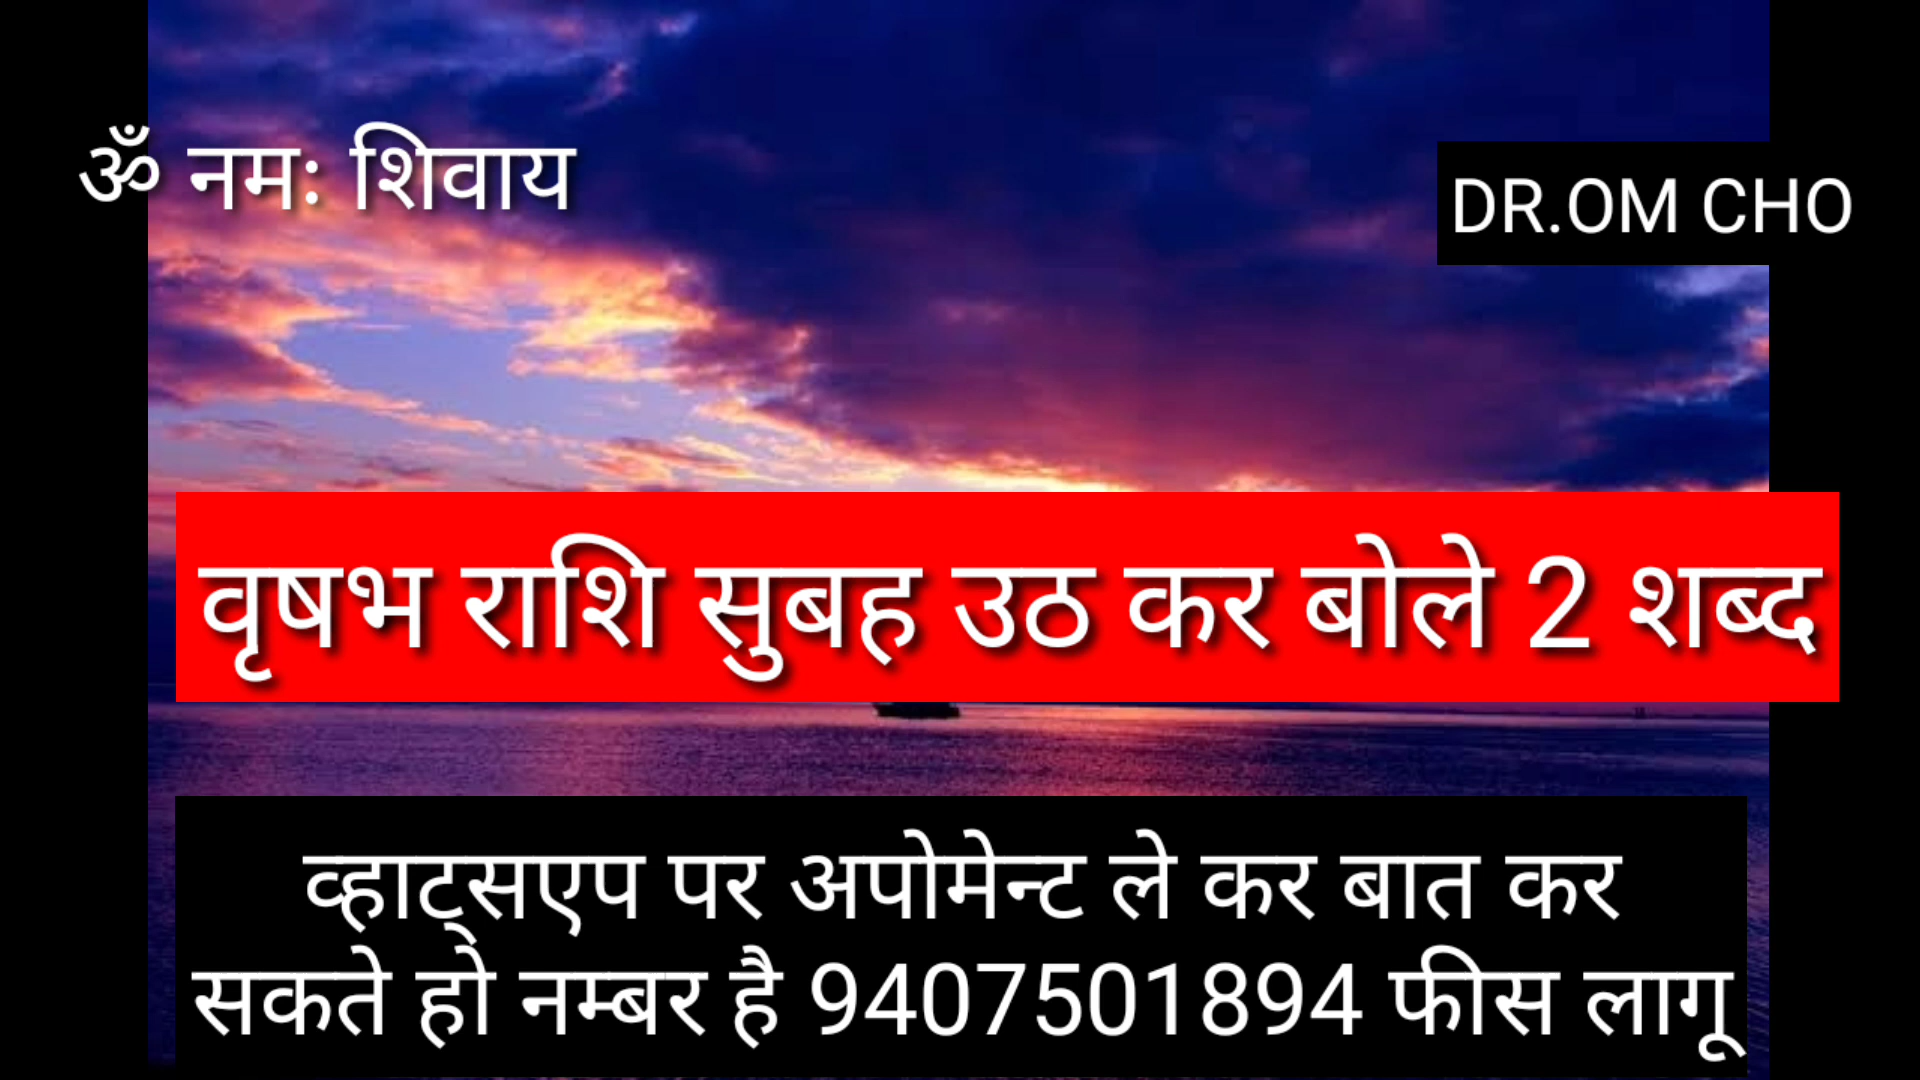 ॐ नमः शिवाय
DR.OM CHO
वृषभ राशि सुबह उठ कर बोले 2 शब्द
व्हाट्सएप पर अपोमेन्ट ले कर बात कर
सकते हो नम्बर है 9407501894 फीस लागू